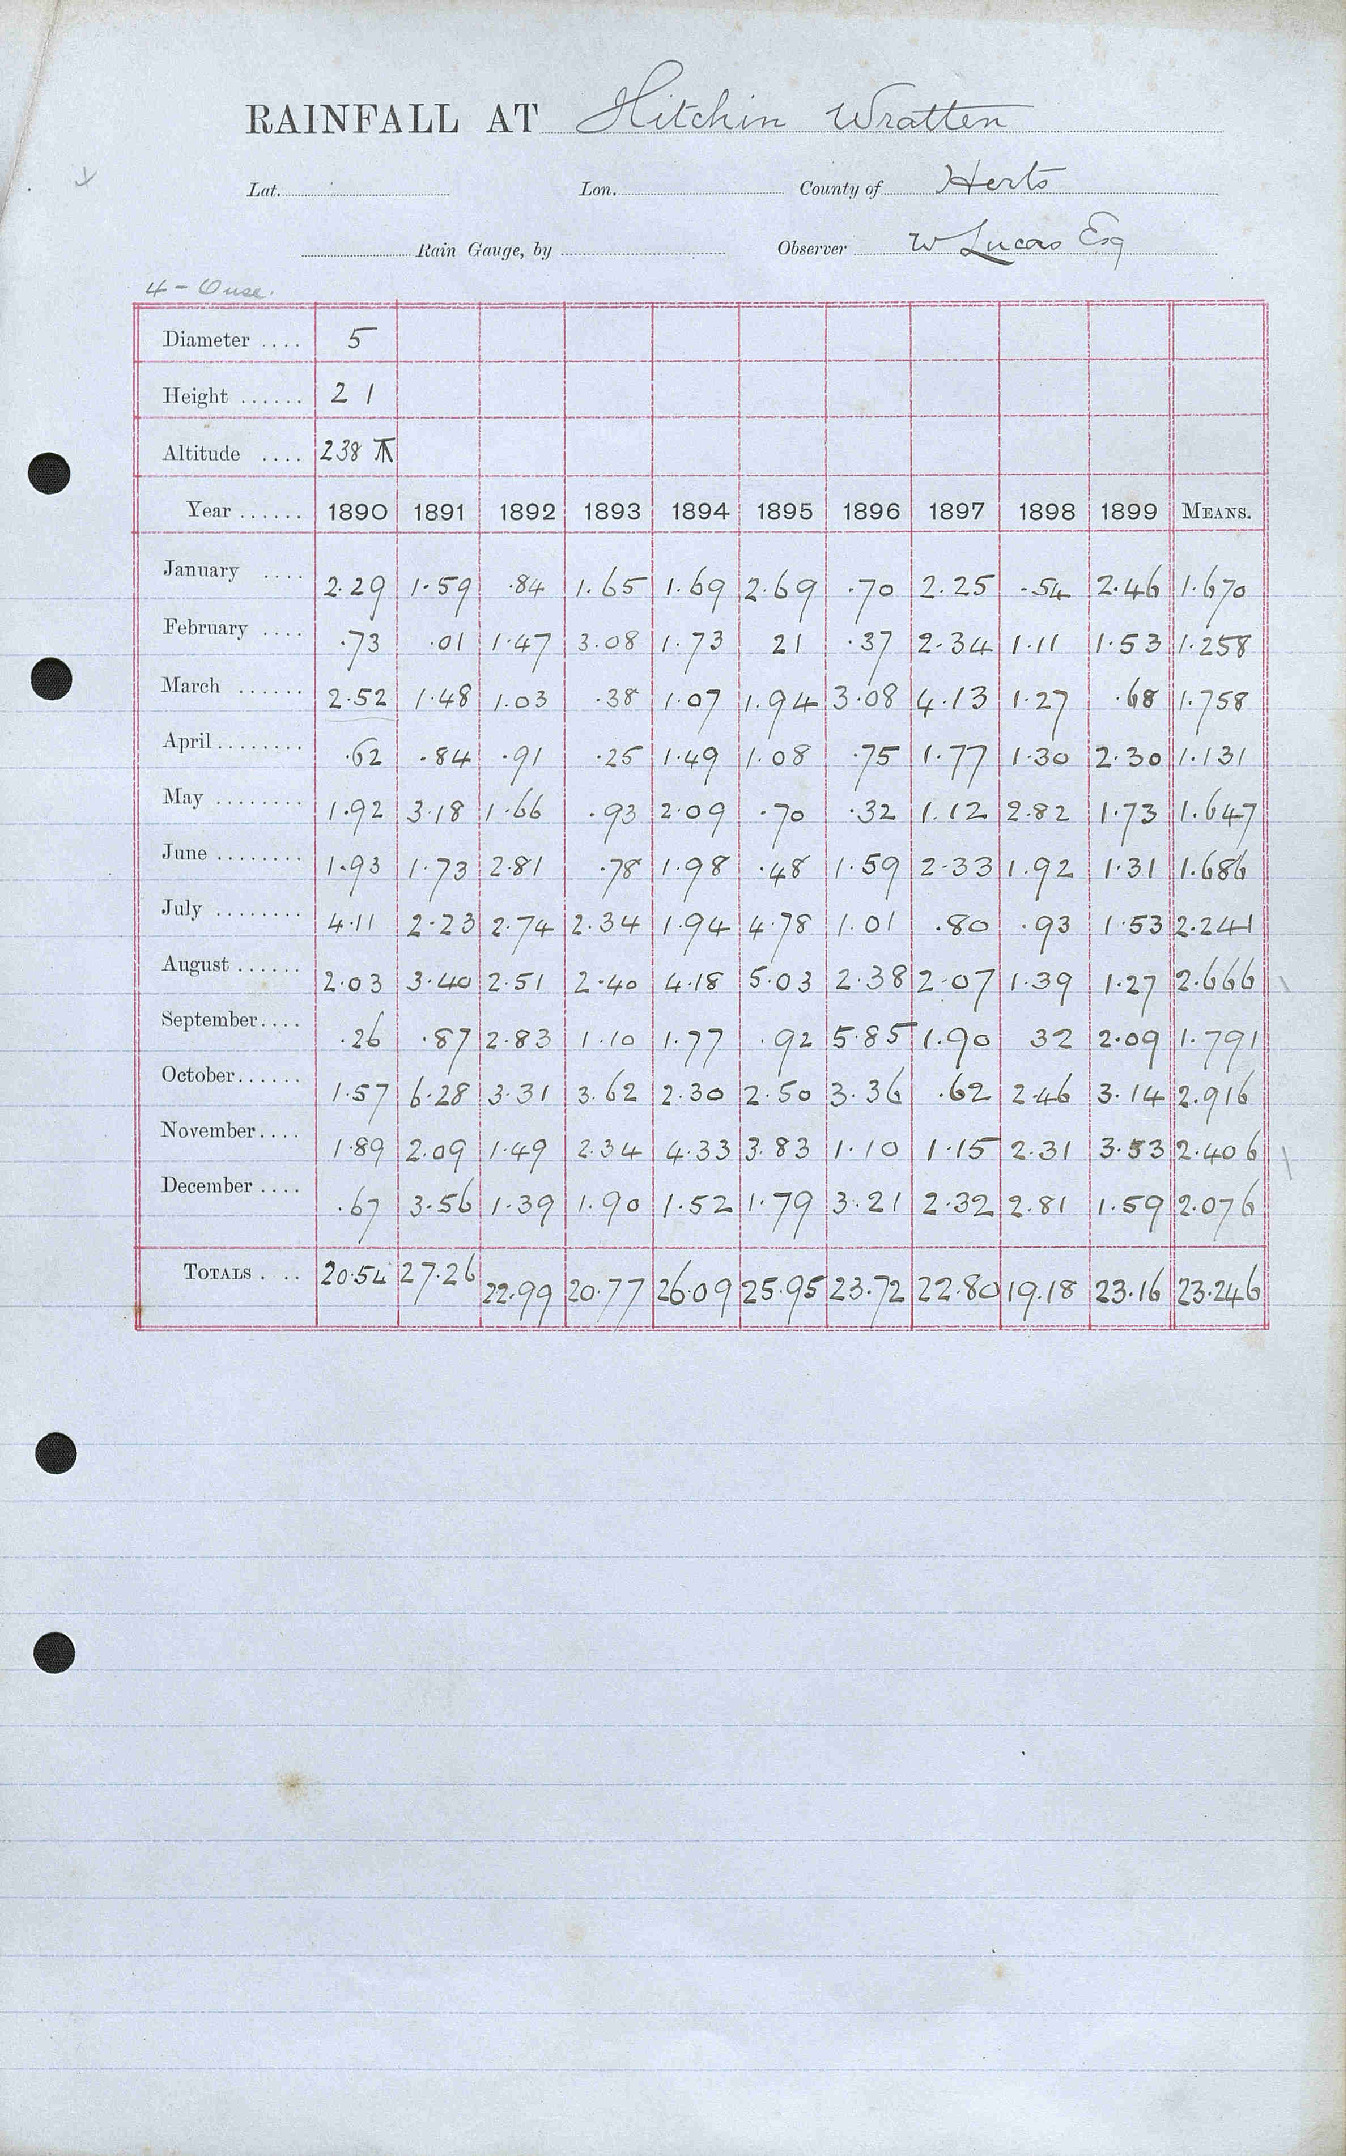 RAINFALL AT Hitchin Wratten
Lat. Lon. County of Herts
Rain Gauge, by Observer W Lucas Esq
4 - Ouse.
Diameter .... 5
Height ...... 2 1
Altitude .... 238
Year ...... 1890 1891 1892 1893 1894 1895 1896 1897 1898 1899 MEANS.
January .... 2.29 1.59 .84 1.65 1.69 2.69 .70 2.25 .54 2.46 1.670
February .... .73 .01 1.47 3.08 1.73 21 .37 2.34 1.11 1.53 1.258
March ...... 2.52 1.48 1.03 .38 1.07 1.94 3.08 4.13 1.27 .68 1.758
April ........ .62 .84 .91 .25 1.49 1.08 .75 1.77 1.30 2.30 1.131
May ........ 1.92 3.18 1.66 .93 2.09 .70 .32 1.12 2.82 1.73 1.647
June ........ 1.93 1.73 2.81 .78 1.98 .48 1.59 2.33 1.92 1.31 1.686
July ........ 4.11 2.23 2.74 2.34 1.94 4.78 1.01 .80 .93 1.53 2.241
August ...... 2.03 3.40 2.51 2.40 4.18 5.03 2.38 2.07 1.39 1.27 2.666
September .... .26 .87 2.83 1.10 1.77 .92 5.85 1.90 32 2.09 1.791
October ...... 1.57 6.28 3.31 3.62 2.30 2.50 3.36 .62 2.46 3.14 2.916
November .... 1.89 2.09 1.49 2.34 4.33 3.83 1.10 1.15 2.31 3.53 2.406
December .... .67 3.56 1.39 1.90 1.52 1.79 3.21 2.32 2.81 1.59 2.076
TOTALS .... 20.54 27.26 22.99 20.77 26.09 25.95 23.72 22.80 19.18 23.16 23.246